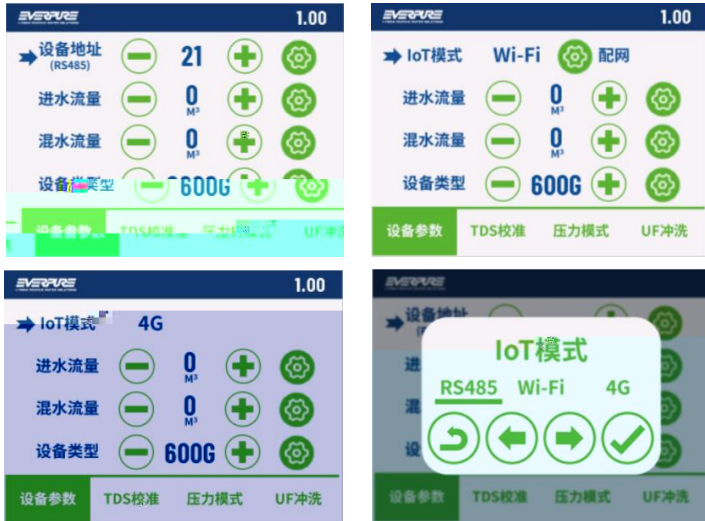 EVERPURE 1.00
设备地址 21
(RS485)
进水流量 0
M³
混水流量 0
M³
设备类型 600G
设备参数 TDS校准 压力模式 UF冲洗
EVERPURE 1.00
IoT模式 Wi-Fi 配网
进水流量 0
M³
混水流量 0
M³
设备类型 600G
设备参数 TDS校准 压力模式 UF冲洗
EVERPURE 1.00
IoT模式 4G
进水流量 0
M³
混水流量 0
M³
设备类型 600G
设备参数 TDS校准 压力模式 UF冲洗
EVERPURE
设备地址
进
混
设
IoT模式
RS485 Wi-Fi 4G
设备参数 TDS校准 压力模式 UF冲洗